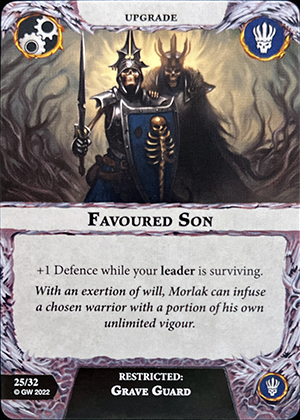 UPGRADE
FAVOURED SON
+1 Defence while your leader is surviving.
With an exertion of will, Morlak can infuse
a chosen warrior with a portion of his own
unlimited vigour.
25/32
© GW 2022
RESTRICTED:
GRAVE GUARD